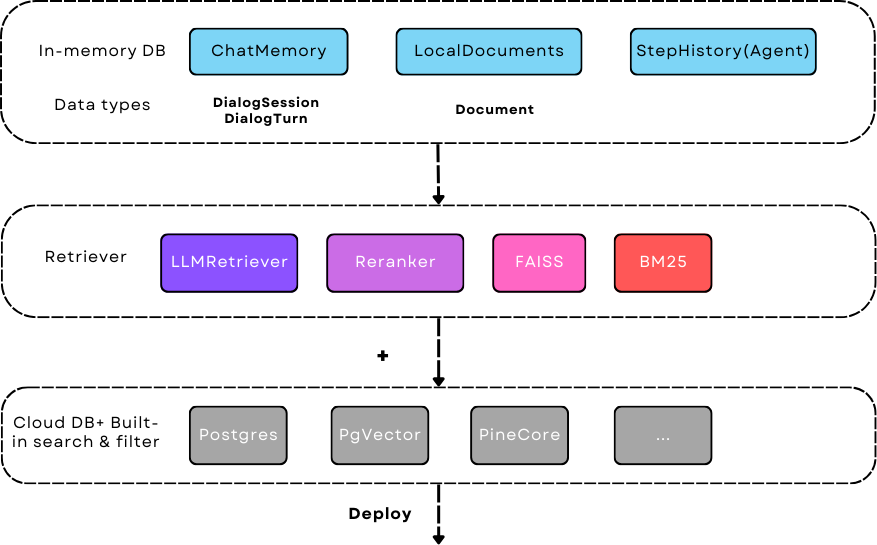 In-memory DB
ChatMemory
LocalDocuments
StepHistory(Agent)
Data types
DialogSession
DialogTurn
Document
Retriever
LLMRetriever
Reranker
FAISS
BM25
+
Cloud DB+ Built-
in search & filter
Postgres
PgVector
PineCore
...
Deploy